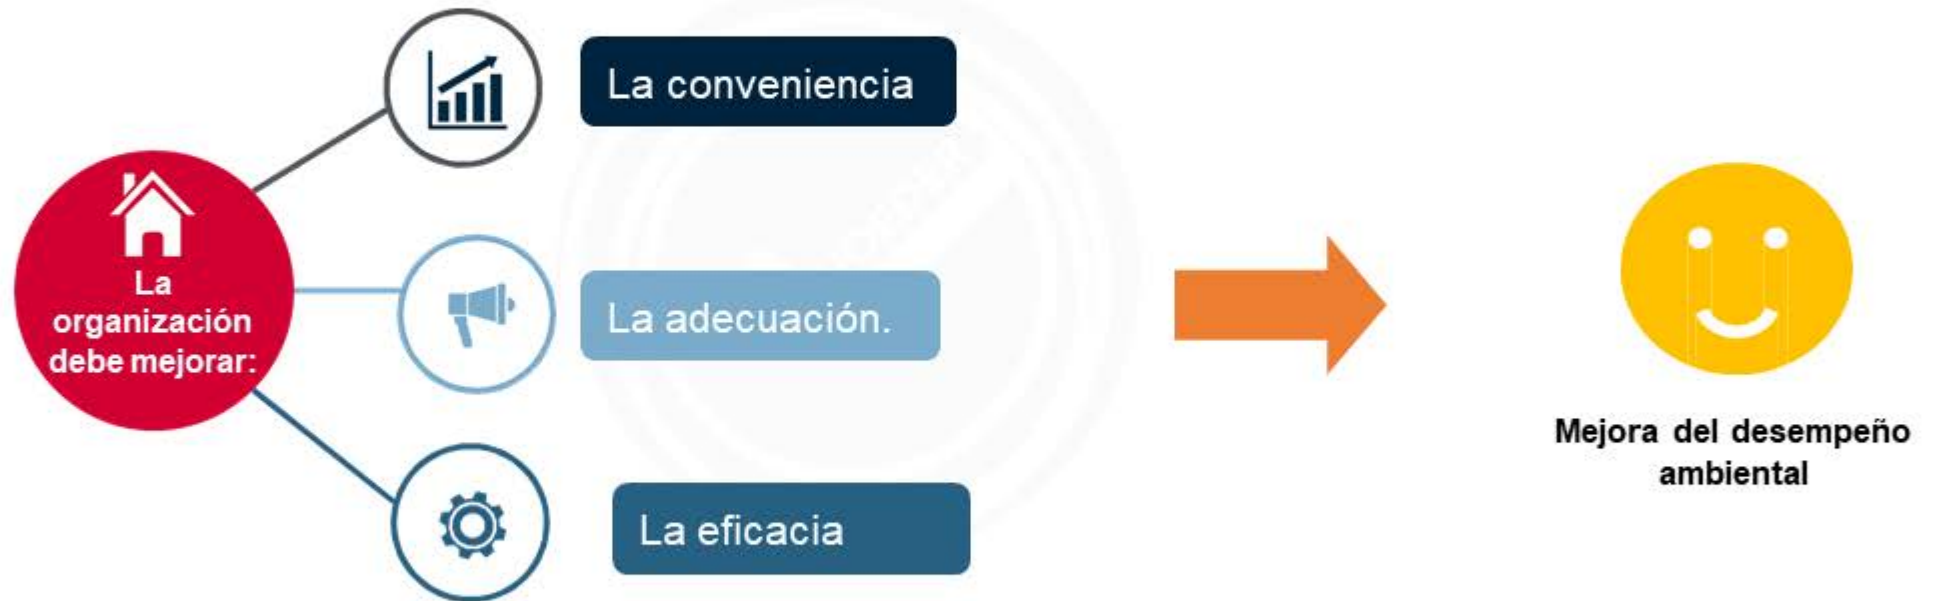 La conveniencia
La
organización
debe mejorar:
La adecuación.
La eficacia
Mejora del desempeño
ambiental